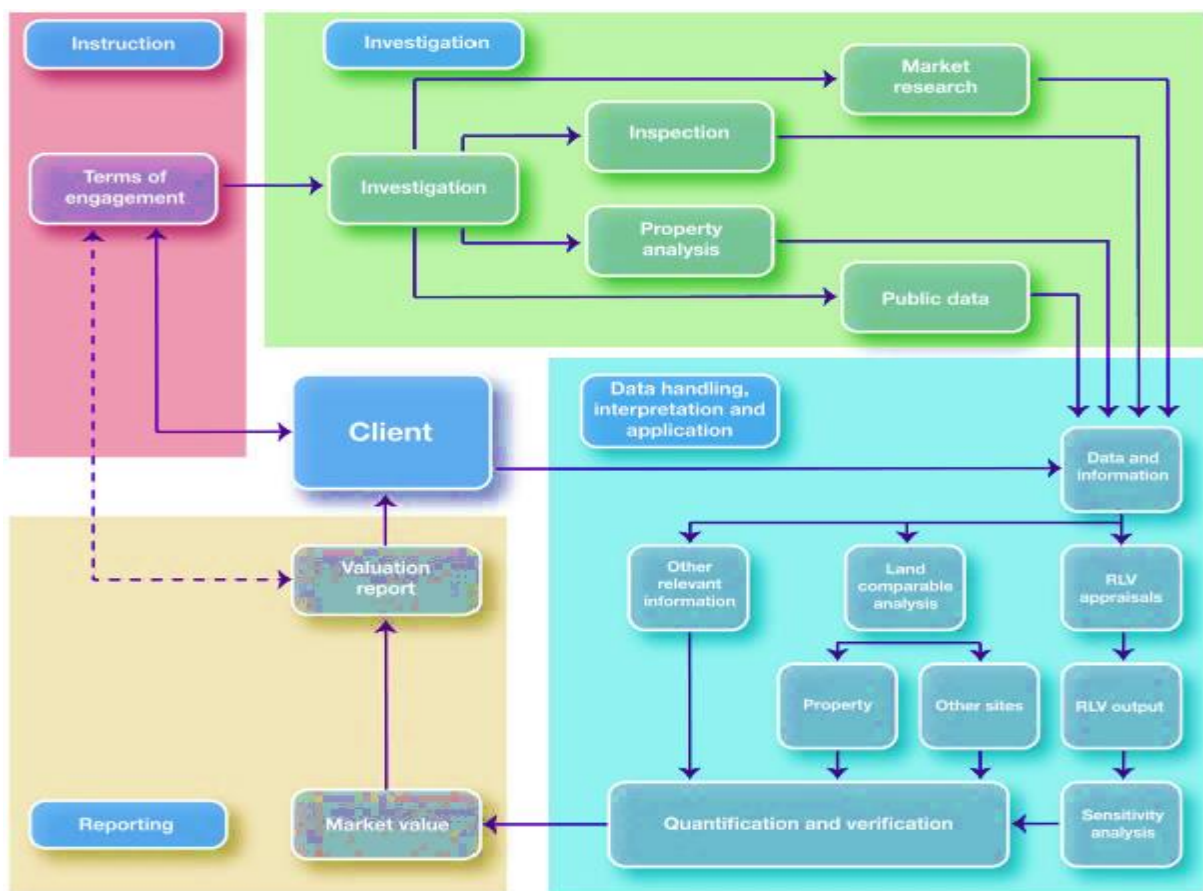 Instruction
Investigation
Market
research
Inspection
Terms of
engagement
Investigation
Property
analysis
Public data
Client
Data handling,
interpretation and
application
Data and
information
Valuation
report
Other
relevant
information
Land
comparable
analysis
RLV
appraisals
Property
Other sites
RLV output
Reporting
Market value
Quantification and verification
Sensitivity
analysis